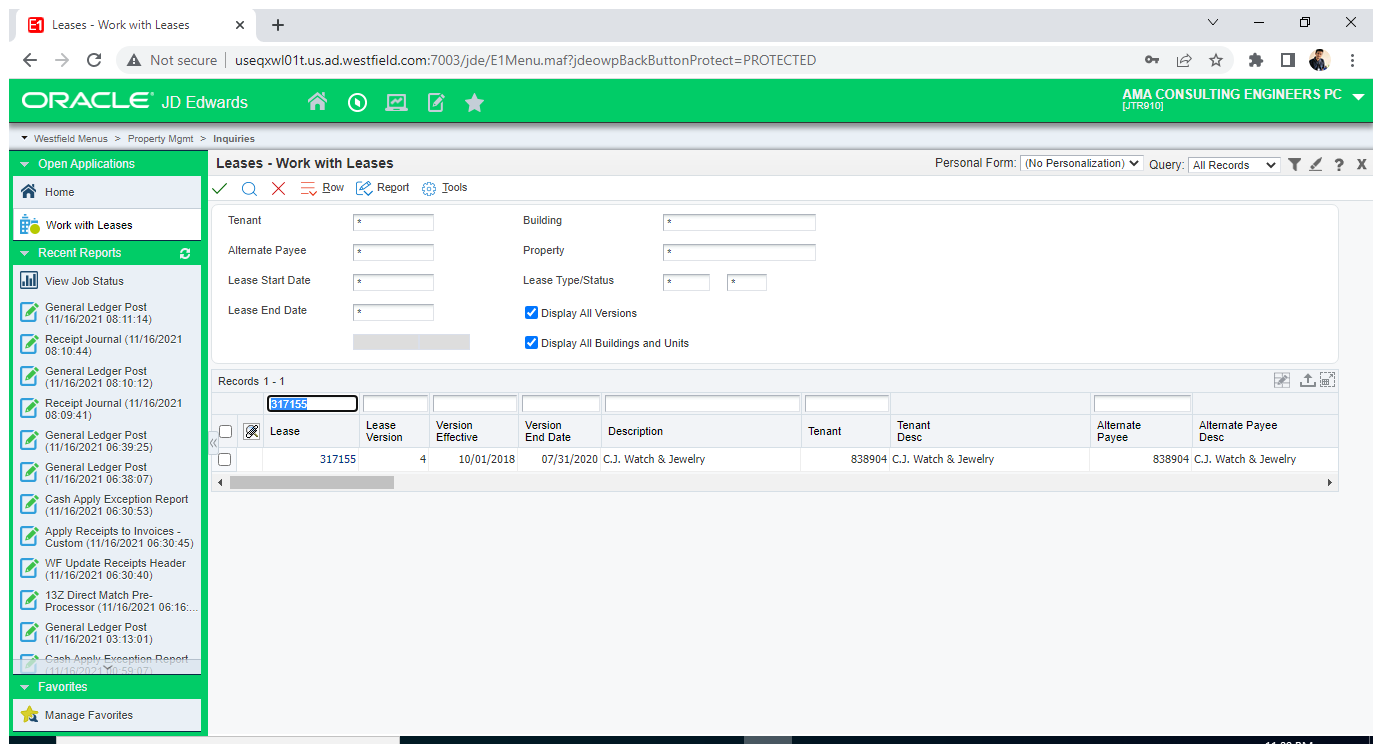 Leases - Work with Leases
Not secure useqxwl01t.us.ad.westfield.com:7003/jde/E1Menu.maf?jdeowpBackButtonProtect=PROTECTED
ORACLE JD Edwards
AMA CONSULTING ENGINEERS PC
[JTR910]
Westfield Menus > Property Mgmt > Inquiries
Open Applications
Home
Work with Leases
Recent Reports
View Job Status
General Ledger Post
(11/16/2021 08:11:14)
Receipt Journal (11/16/2021
08:10:44)
General Ledger Post
(11/16/2021 08:10:12)
Receipt Journal (11/16/2021
08:09:41)
General Ledger Post
(11/16/2021 06:39:25)
General Ledger Post
(11/16/2021 06:38:07)
Cash Apply Exception Report
(11/16/2021 06:30:53)
Apply Receipts to Invoices -
Custom (11/16/2021 06:30:45)
WF Update Receipts Header
(11/16/2021 06:30:40)
13Z Direct Match Pre-
Processor (11/16/2021 06:16:...
General Ledger Post
(11/16/2021 03:13:01)
Cash Apply Exception Report
(11/16/2021 00:59:07)
Favorites
Manage Favorites
Leases - Work with Leases
Personal Form: (No Personalization) Query: All Records
Row Report Tools
Tenant * Building *
Alternate Payee * Property *
Lease Start Date * Lease Type/Status * *
Lease End Date * Display All Versions
Display All Buildings and Units
Records 1 - 1
317155
Lease Lease Version Version Effective Version End Date Description Tenant Tenant Desc Alternate Payee Alternate Payee Desc
317155 4 10/01/2018 07/31/2020 C.J. Watch & Jewelry 838904 C.J. Watch & Jewelry 838904 C.J. Watch & Jewelry